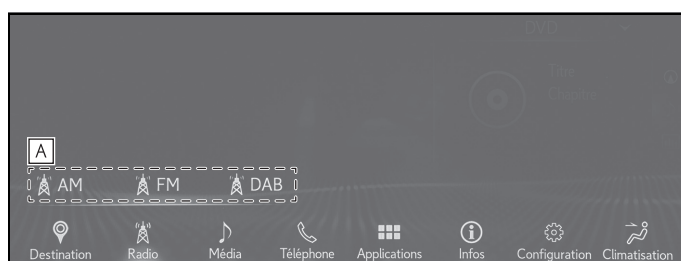 DVD
Titre
Chapitre
A
AM FM DAB
Destination Radio Média Téléphone Applications Infos Configuration Climatisation